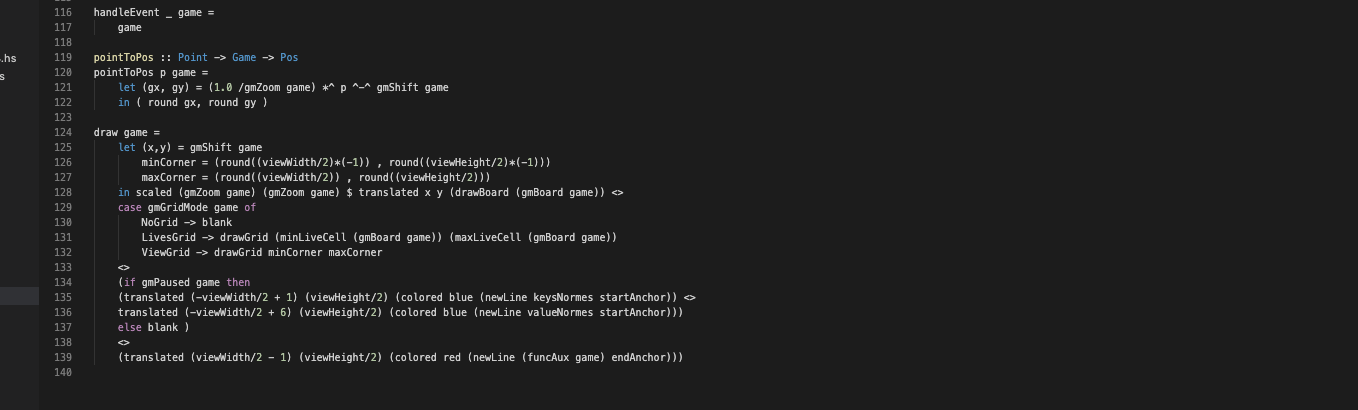 116 handleEvent _ game =
117     game
.hs
118
119 pointToPos :: Point -> Game -> Pos
s
120 pointToPos p game =
121     let (gx, gy) = (1.0 /gmZoom game) *^ p ^-^ gmShift game
122     in ( round gx, round gy )
123
124 draw game =
125     let (x,y) = gmShift game
126         minCorner = (round((viewWidth/2)*(-1)) , round((viewHeight/2)*(-1)))
127         maxCorner = (round((viewWidth/2)) , round((viewHeight/2)))
128     in scaled (gmZoom game) (gmZoom game) $ translated x y (drawBoard (gmBoard game)) <>
129     case gmGridMode game of
130         NoGrid -> blank
131         LivesGrid -> drawGrid (minLiveCell (gmBoard game)) (maxLiveCell (gmBoard game))
132         ViewGrid -> drawGrid minCorner maxCorner
133     <>
134     (if gmPaused game then
135     (translated (-viewWidth/2 + 1) (viewHeight/2) (colored blue (newLine keysNormes startAnchor)) <>
136     translated (-viewWidth/2 + 6) (viewHeight/2) (colored blue (newLine valueNormes startAnchor)))
137     else blank )
138     <>
139     (translated (viewWidth/2 - 1) (viewHeight/2) (colored red (newLine (funcAux game) endAnchor)))
140